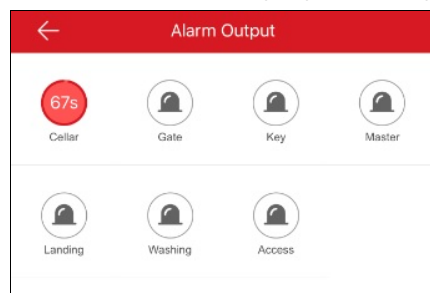 Alarm Output
67s
Cellar Gate Key Master
Landing Washing Access